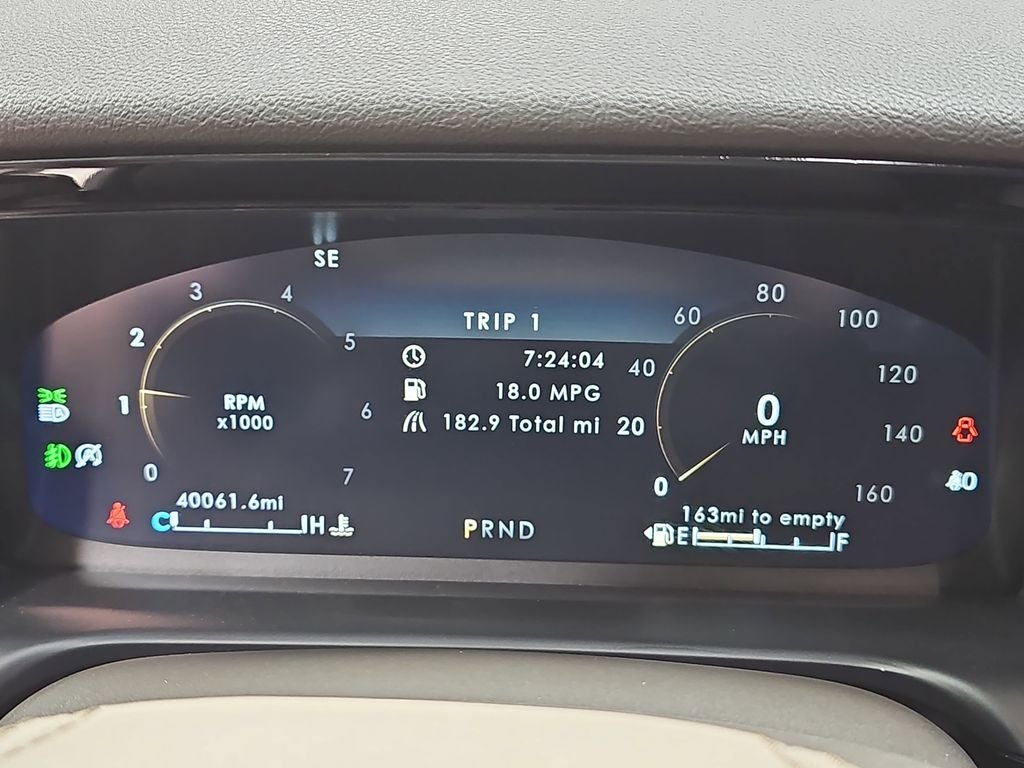 SE
3
4
2
5
1
RPM
x1000
6
0
7
TRIP 1
7:24:04
18.0 MPG
182.9 Total mi
80
60
100
40
120
20
0
MPH
140
0
160
40061.6mi
C
H
PRND
163mi to empty
E
F